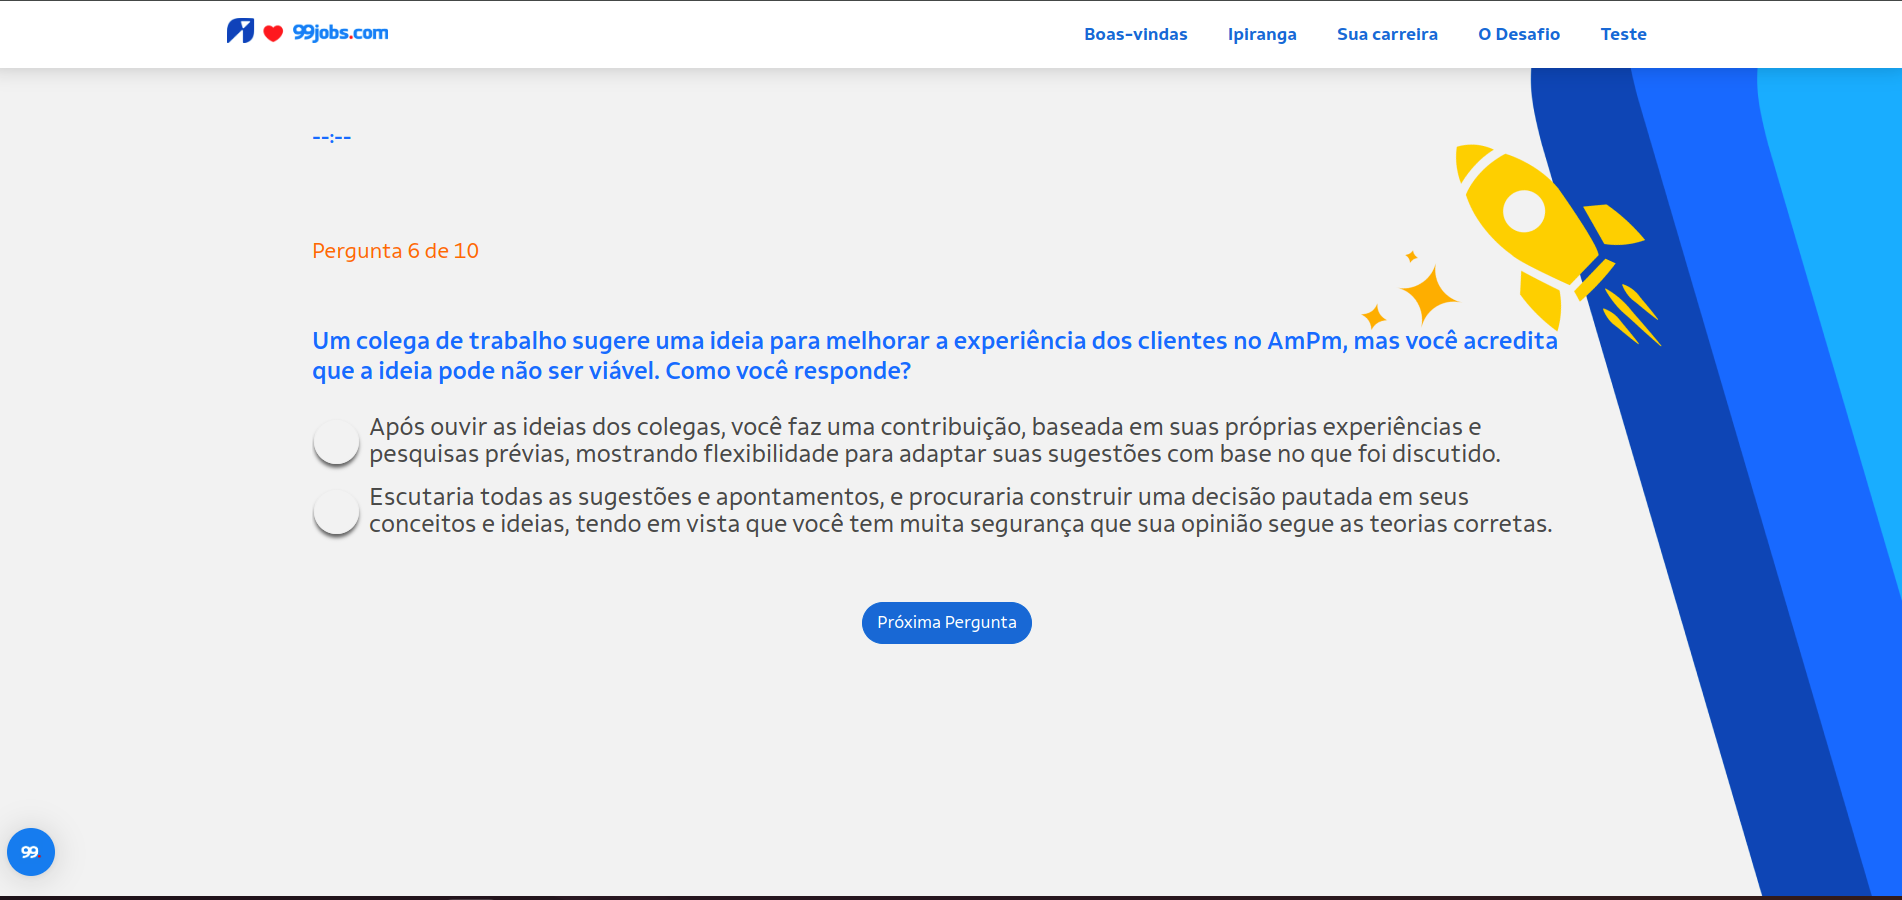 99jobs.com
Boas-vindas
Ipiranga
Sua carreira
O Desafio
Teste
--:--
Pergunta 6 de 10
Um colega de trabalho sugere uma ideia para melhorar a experiência dos clientes no AmPm, mas você acredita
que a ideia pode não ser viável. Como você responde?
Após ouvir as ideias dos colegas, você faz uma contribuição, baseada em suas próprias experiências e
pesquisas prévias, mostrando flexibilidade para adaptar suas sugestões com base no que foi discutido.
Escutaria todas as sugestões e apontamentos, e procuraria construir uma decisão pautada em seus
conceitos e ideias, tendo em vista que você tem muita segurança que sua opinião segue as teorias corretas.
Próxima Pergunta
99.